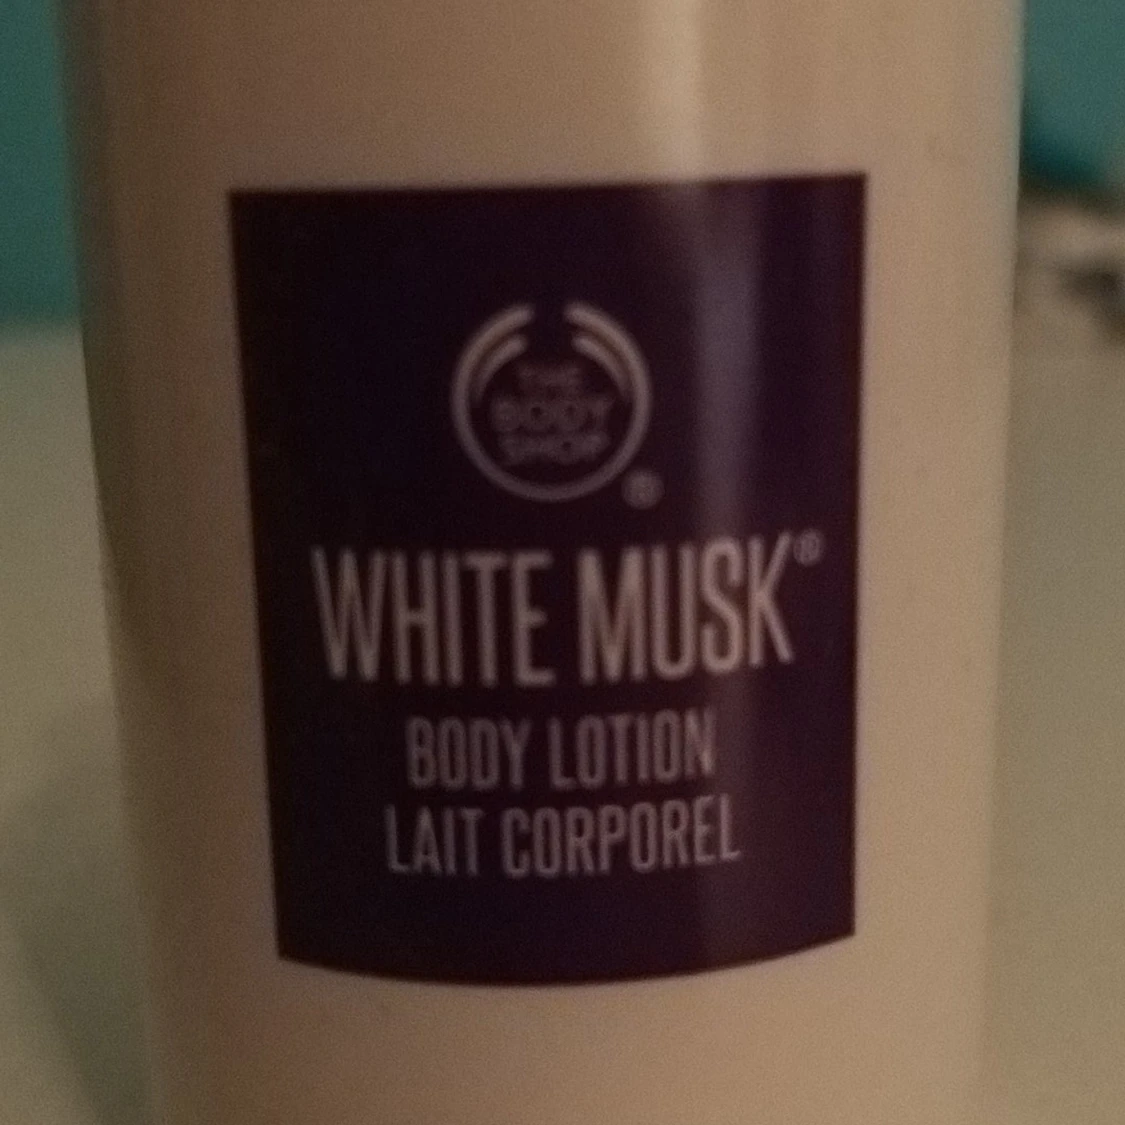 THE
BODY
SHOP
®
WHITE MUSK®
BODY LOTION
LAIT CORPOREL